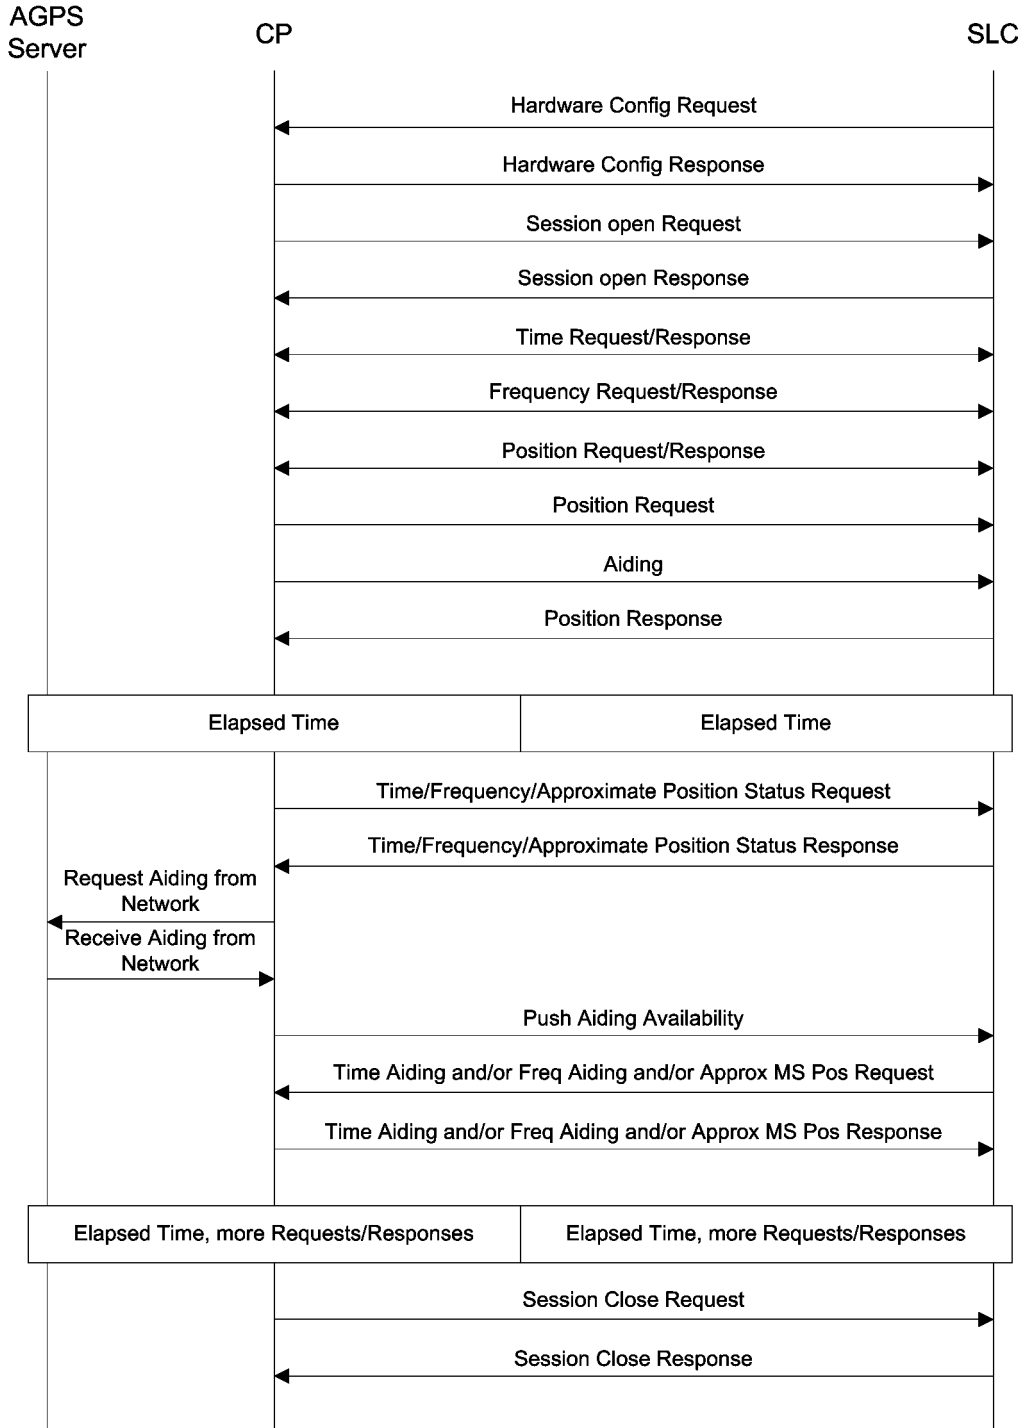 AGPS
Server
CP
SLC
Hardware Config Request
Hardware Config Response
Session open Request
Session open Response
Time Request/Response
Frequency Request/Response
Position Request/Response
Position Request
Aiding
Position Response
Elapsed Time
Elapsed Time
Time/Frequency/Approximate Position Status Request
Time/Frequency/Approximate Position Status Response
Request Aiding from
Network
Receive Aiding from
Network
Push Aiding Availability
Time Aiding and/or Freq Aiding and/or Approx MS Pos Request
Time Aiding and/or Freq Aiding and/or Approx MS Pos Response
Elapsed Time, more Requests/Responses
Elapsed Time, more Requests/Responses
Session Close Request
Session Close Response